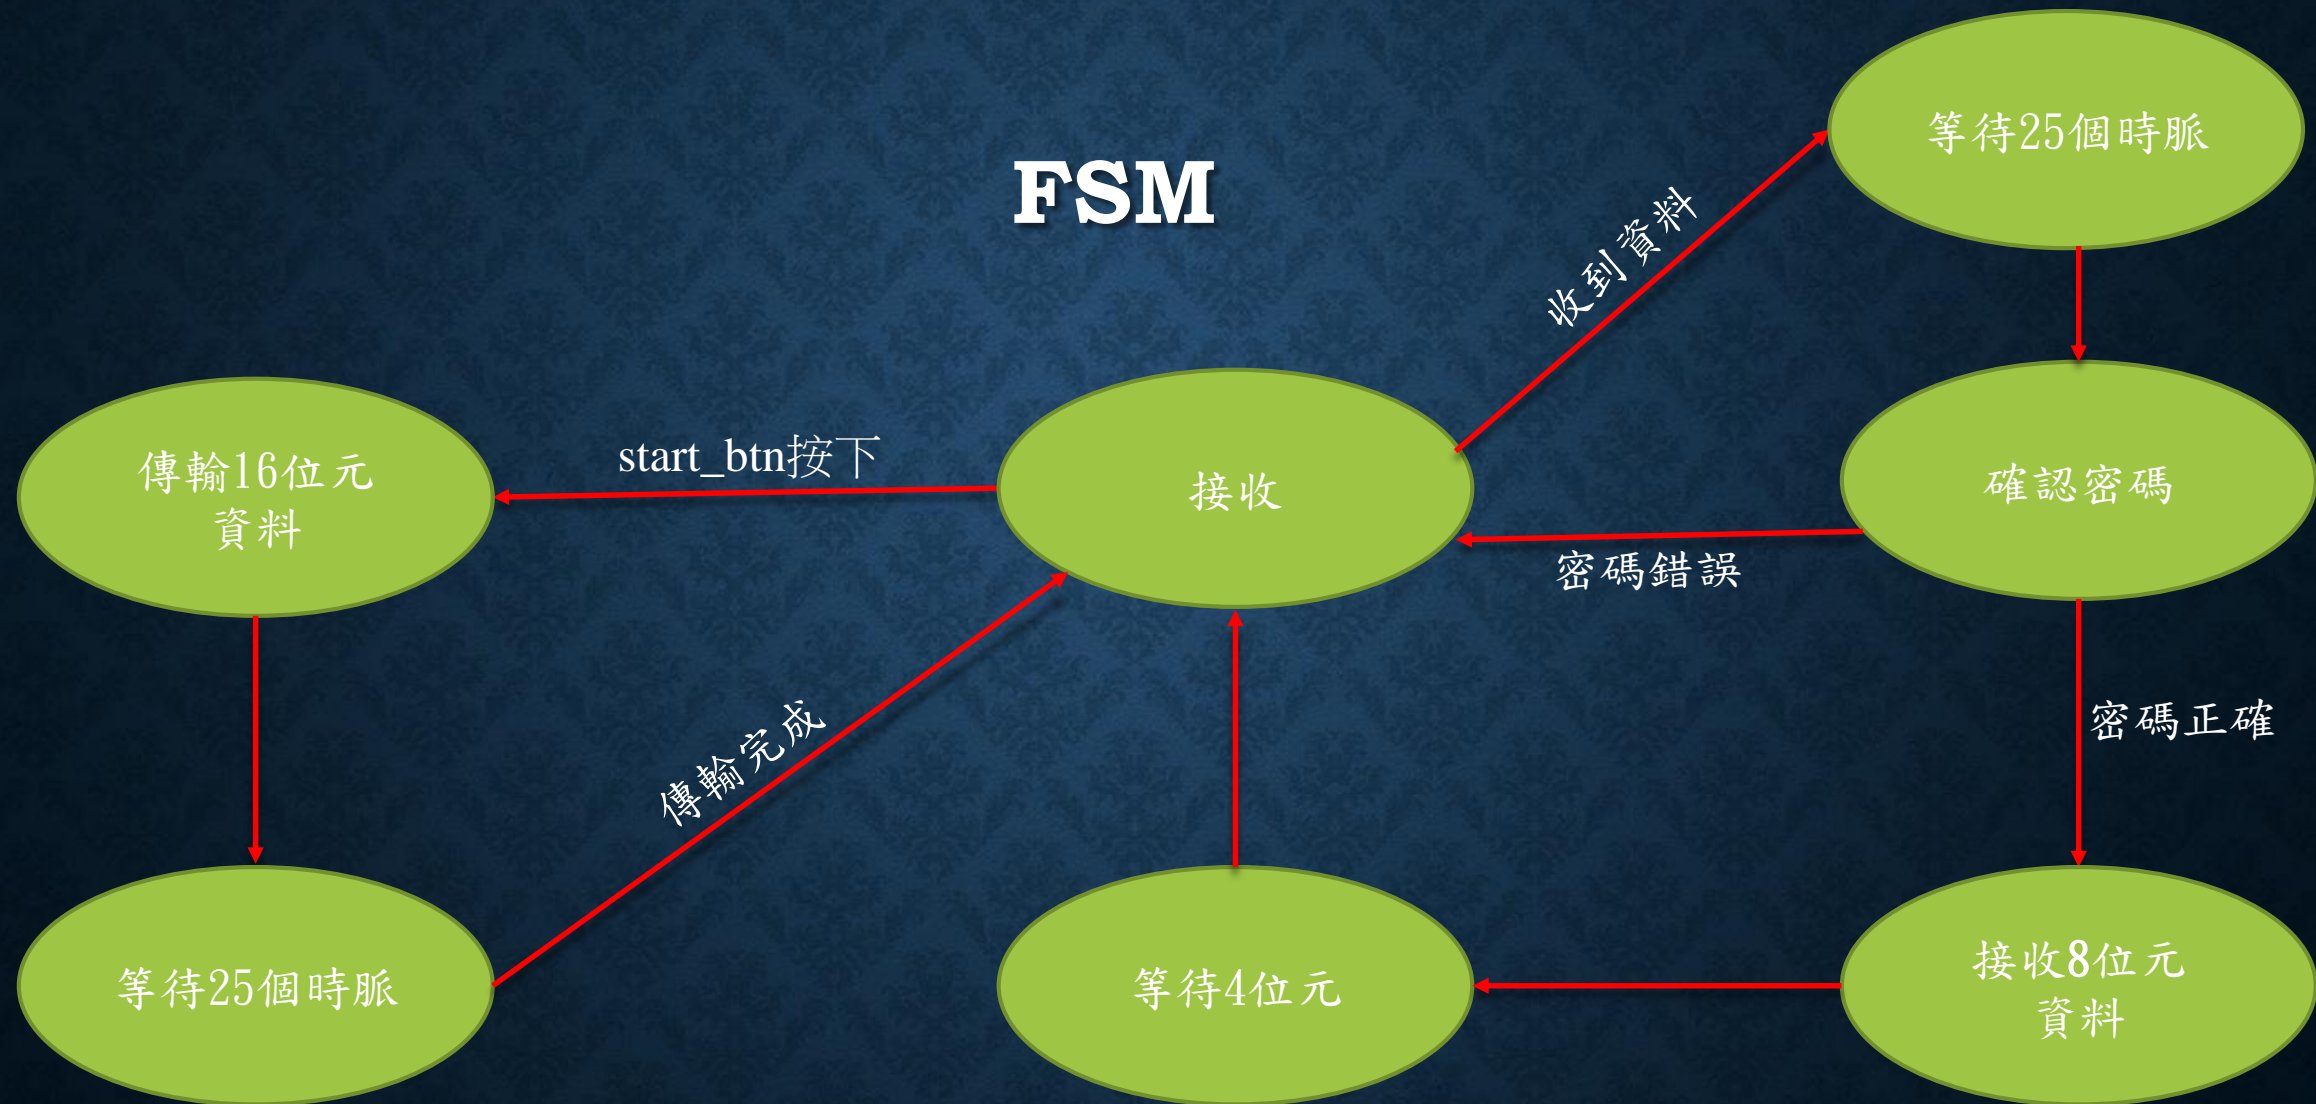 FSM
等待25個時脈
收到資料
傳輸16位元
資料
start_btn按下
接收
確認密碼
密碼錯誤
傳輸完成
密碼正確
等待25個時脈
等待4位元
接收8位元
資料